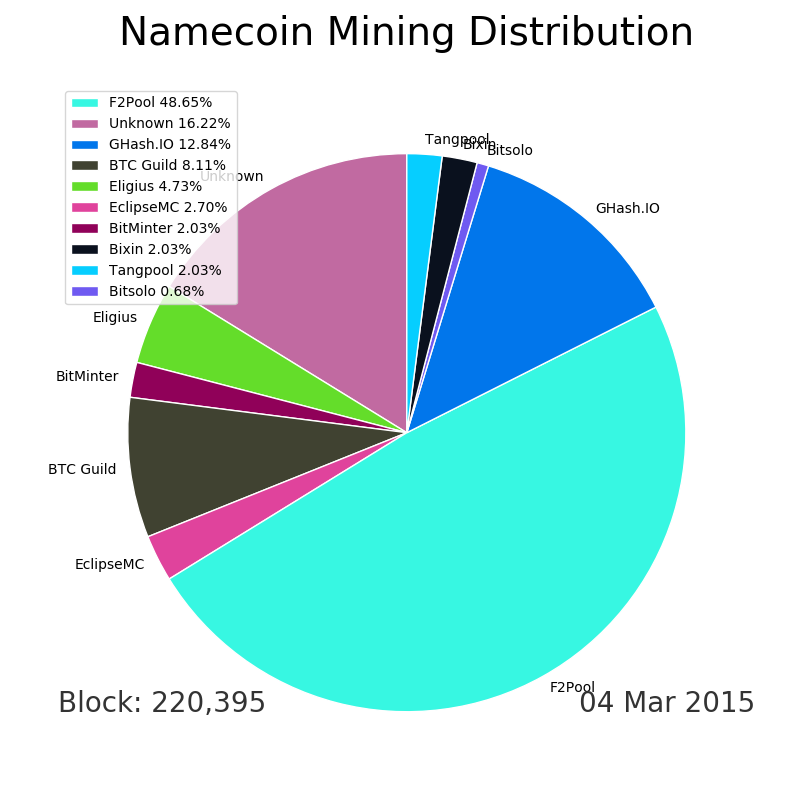 Namecoin Mining Distribution
F2Pool 48.65%
Unknown 16.22%
GHash.IO 12.84%
BTC Guild 8.11%
Eligius 4.73%
EclipseMC 2.70%
BitMinter 2.03%
Bixin 2.03%
Tangpool 2.03%
Bitsolo 0.68%
Tangpool
Bixin
Bitsolo
Unknown
GHash.IO
Eligius
BitMinter
BTC Guild
EclipseMC
F2Pool
Block: 220,395
04 Mar 2015